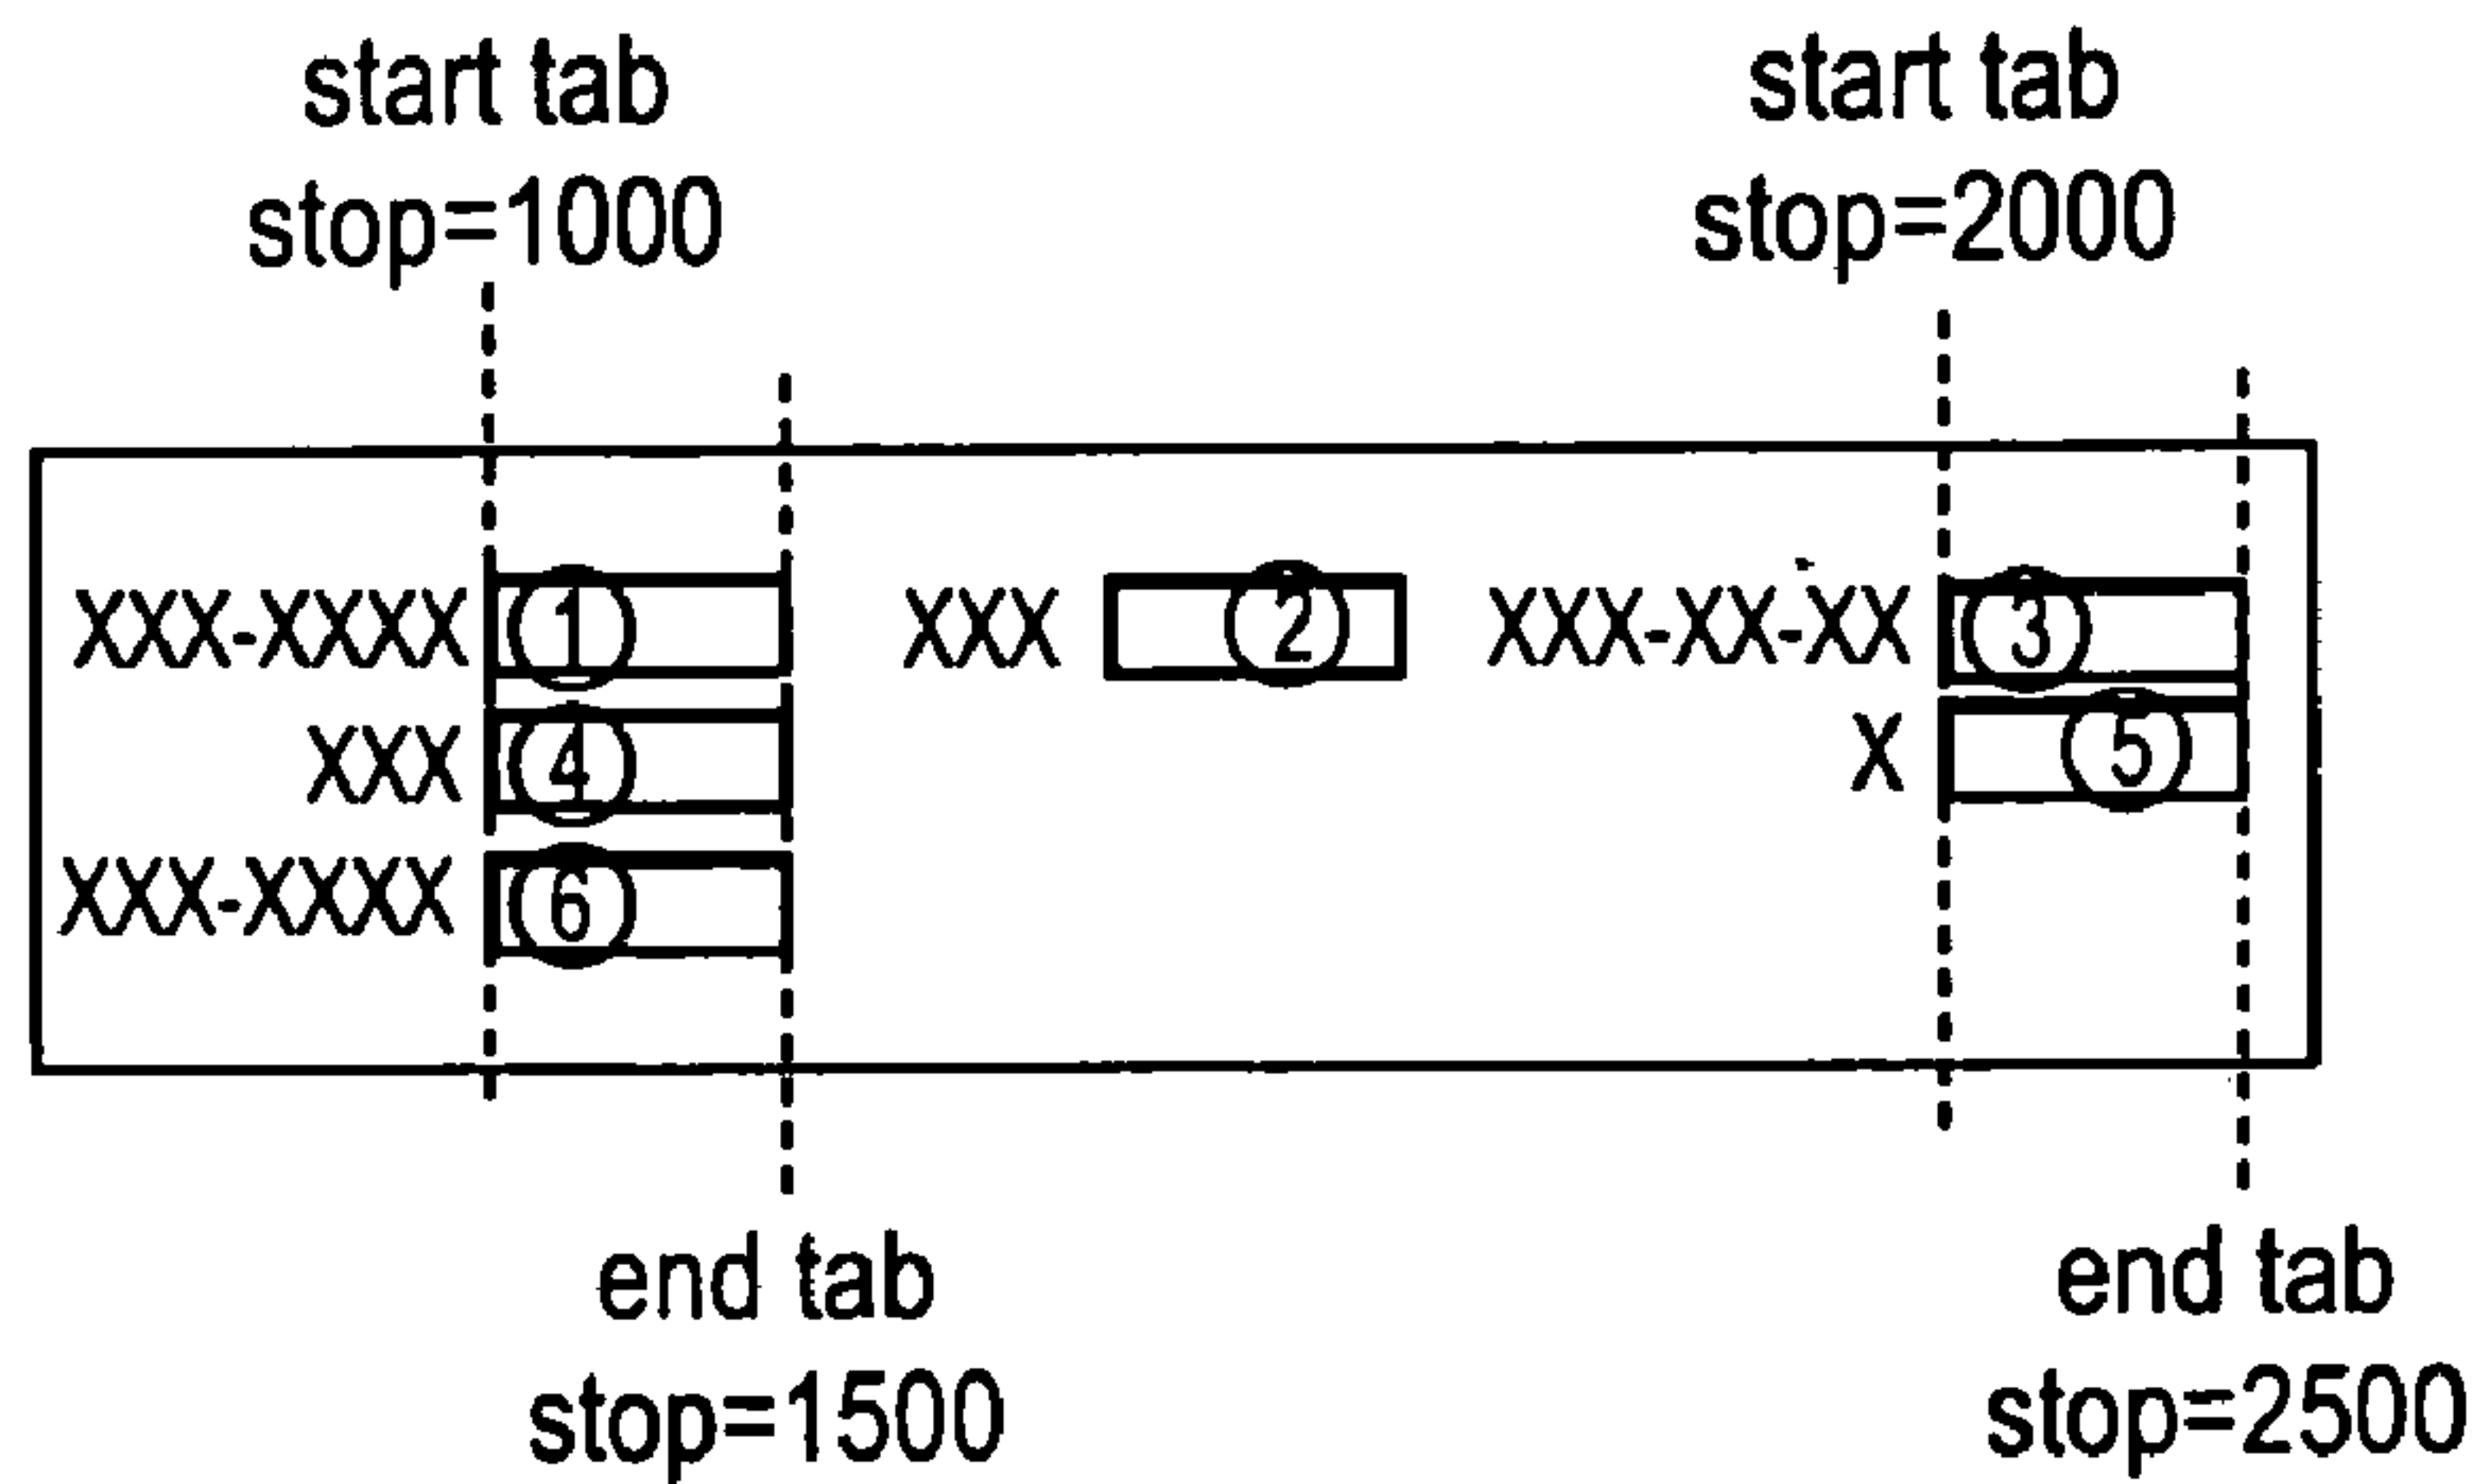 start tab
stop=1000
start tab
stop=2000
XXX-XXXX 1 XXX 2 XXX-XX-XX 3
XXX 4 X 5
XXX-XXXX 6
end tab
stop=1500
end tab
stop=2500